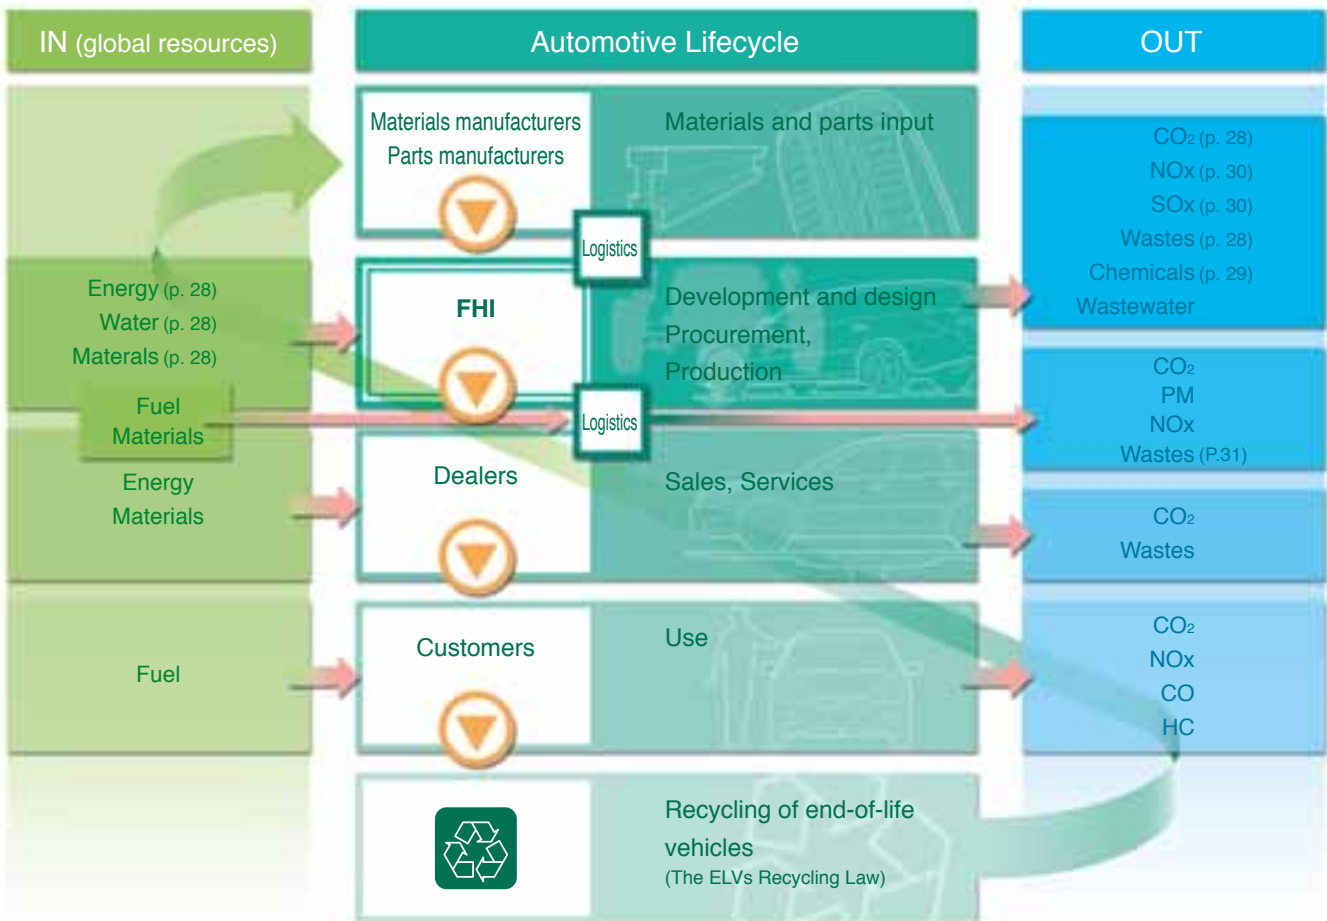 IN (global resources)
Automotive Lifecycle
OUT
Materials manufacturers
Parts manufacturers
Materials and parts input
CO₂ (p. 28)
NOx (p. 30)
SOx (p. 30)
Wastes (p. 28)
Chemicals (p. 29)
Wastewater
Logistics
Energy (p. 28)
Water (p. 28)
Materals (p. 28)
FHI
Development and design
Procurement,
Production
Fuel
Materials
Logistics
CO₂
PM
NOx
Wastes (P.31)
Energy
Materials
Dealers
Sales, Services
CO₂
Wastes
Fuel
Customers
Use
CO₂
NOx
CO
HC
Recycling of end-of-life
vehicles
(The ELVs Recycling Law)